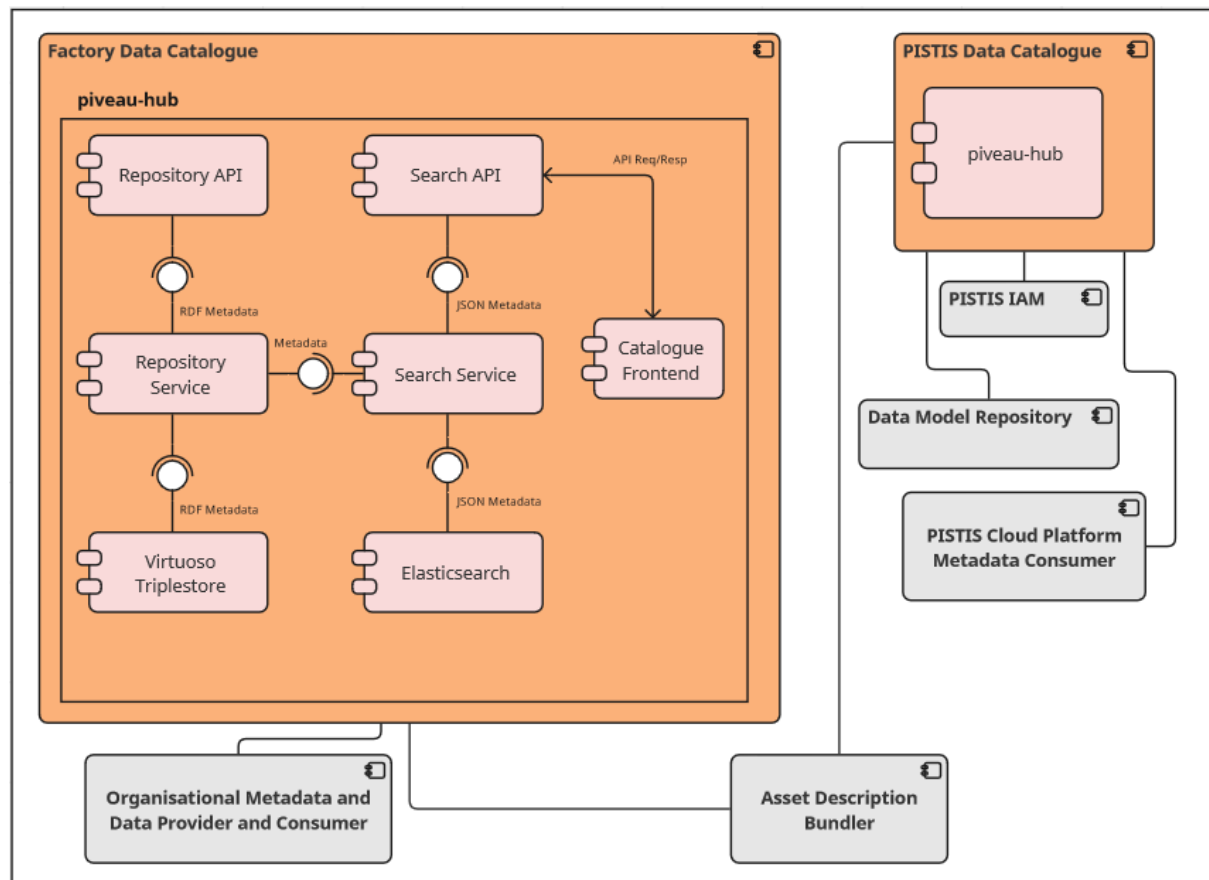 Factory Data Catalogue
piveau-hub
Repository API
Search API
API Req/Resp
RDF Metadata
JSON Metadata
Repository
Service
Metadata
Search Service
Catalogue
Frontend
RDF Metadata
JSON Metadata
Virtuoso
Triplestore
Elasticsearch
PISTIS Data Catalogue
piveau-hub
PISTIS IAM
Data Model Repository
PISTIS Cloud Platform
Metadata Consumer
Organisational Metadata and
Data Provider and Consumer
Asset Description
Bundler